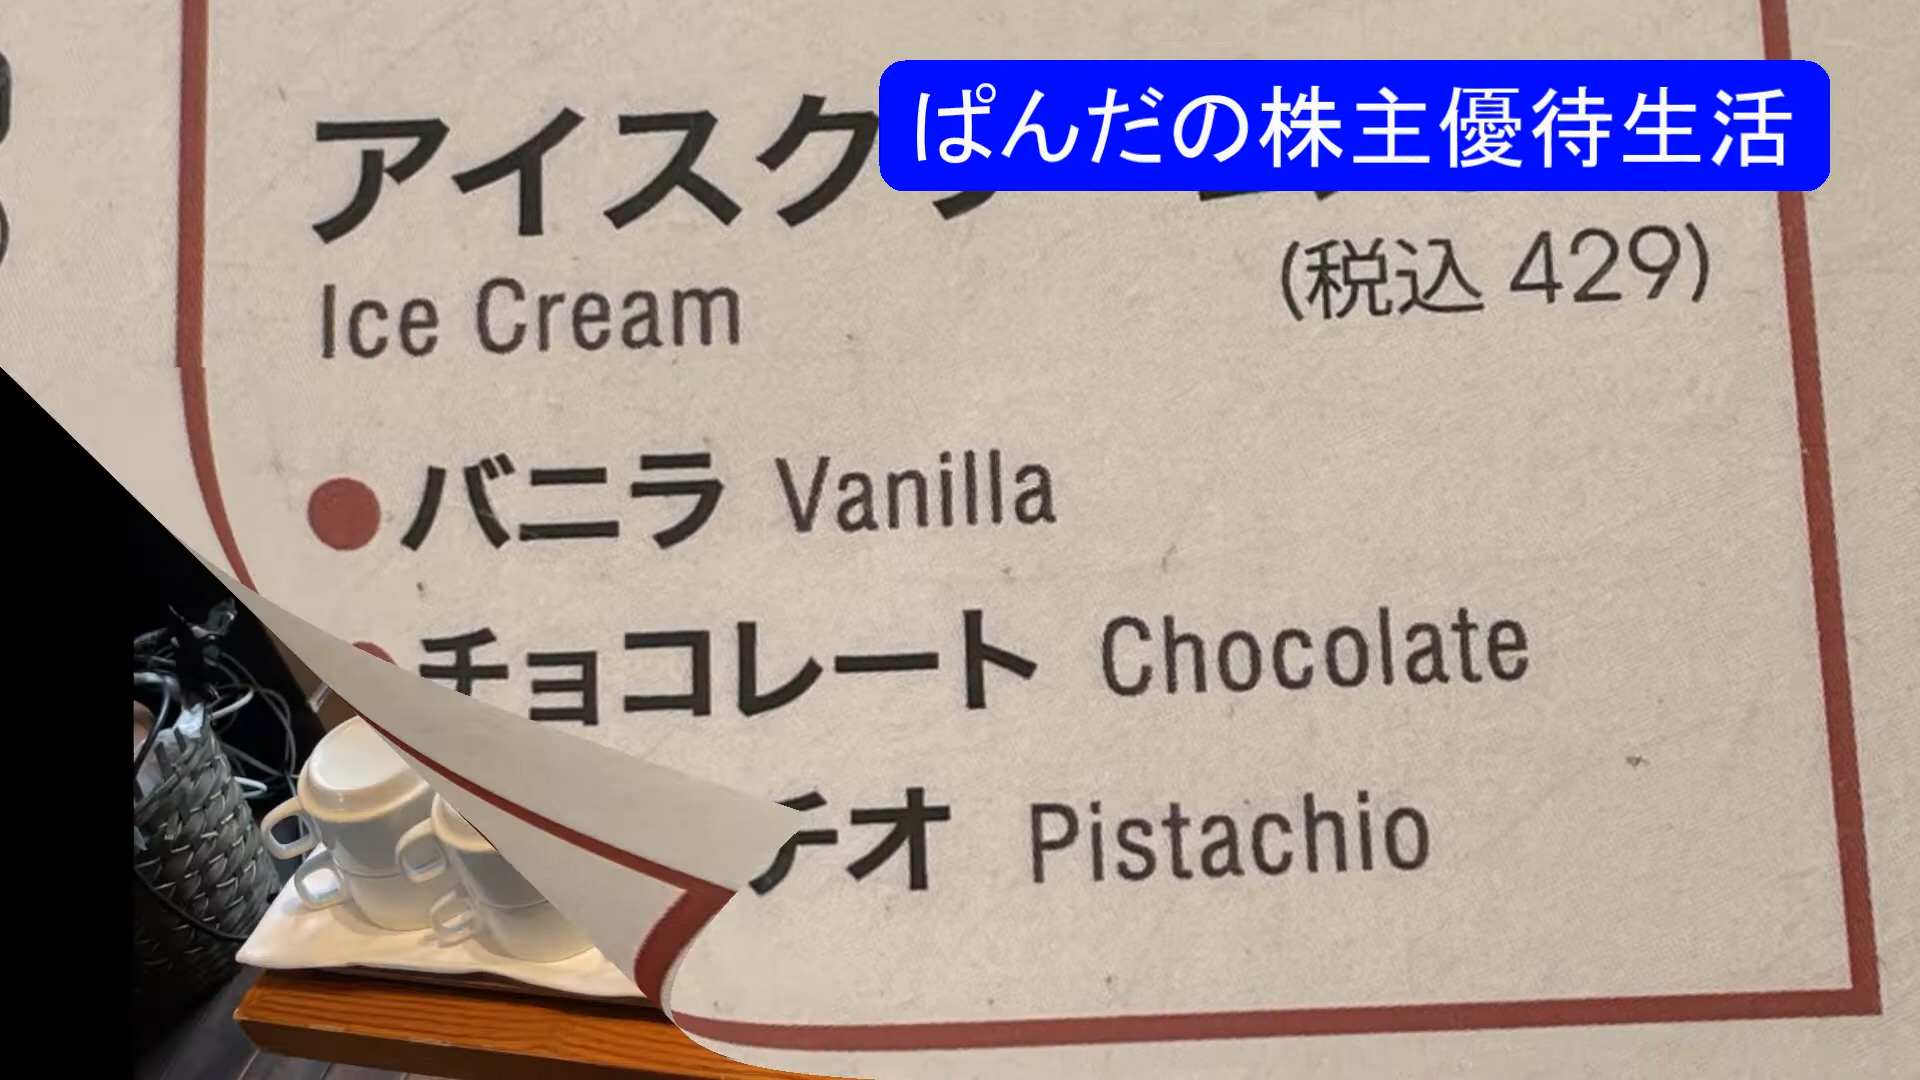 ぱんだの株主優待生活
アイスク
(税込 429)
Ice Cream
バニラ Vanilla
チョコレート Chocolate
チオ Pistachio